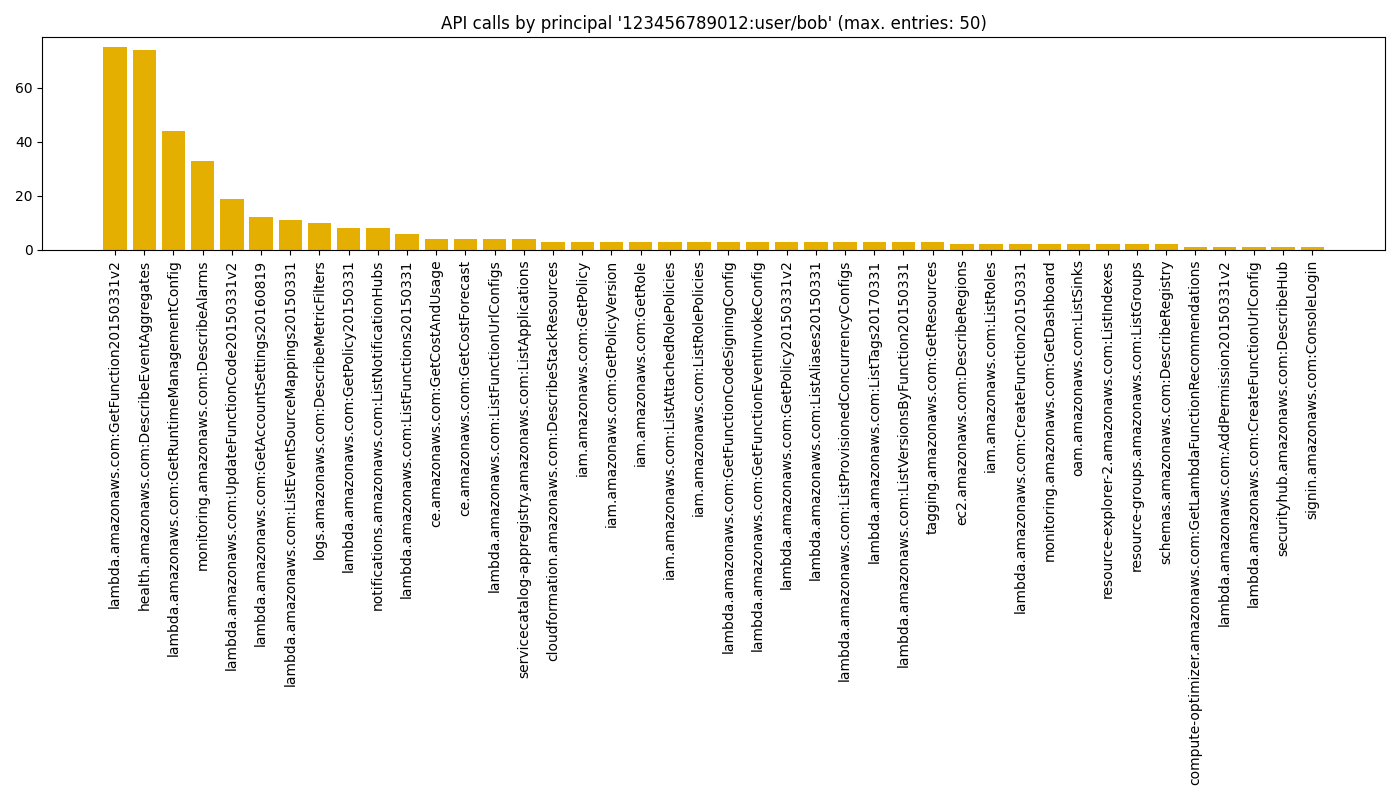 API calls by principal '123456789012:user/bob' (max. entries: 50)
60
40
20
0
lambda.amazonaws.com:GetFunction20150331v2
health.amazonaws.com:DescribeEventAggregates
lambda.amazonaws.com:GetRuntimeManagementConfig
monitoring.amazonaws.com:DescribeAlarms
lambda.amazonaws.com:UpdateFunctionCode20150331v2
lambda.amazonaws.com:GetAccountSettings20160819
lambda.amazonaws.com:ListEventSourceMappings20150331
logs.amazonaws.com:DescribeMetricFilters
lambda.amazonaws.com:GetPolicy20150331
notifications.amazonaws.com:ListNotificationHubs
lambda.amazonaws.com:ListFunctions20150331
ce.amazonaws.com:GetCostAndUsage
ce.amazonaws.com:GetCostForecast
lambda.amazonaws.com:ListFunctionUrlConfigs
servicecatalog-appregistry.amazonaws.com:ListApplications
cloudformation.amazonaws.com:DescribeStackResources
iam.amazonaws.com:GetPolicy
iam.amazonaws.com:GetPolicyVersion
iam.amazonaws.com:GetRole
iam.amazonaws.com:ListAttachedRolePolicies
iam.amazonaws.com:ListRolePolicies
lambda.amazonaws.com:GetFunctionCodeSigningConfig
lambda.amazonaws.com:GetFunctionEventInvokeConfig
lambda.amazonaws.com:GetPolicy20150331v2
lambda.amazonaws.com:ListAliases20150331
lambda.amazonaws.com:ListProvisionedConcurrencyConfigs
lambda.amazonaws.com:ListTags20170331
lambda.amazonaws.com:ListVersionsByFunction20150331
tagging.amazonaws.com:GetResources
ec2.amazonaws.com:DescribeRegions
iam.amazonaws.com:ListRoles
lambda.amazonaws.com:CreateFunction20150331
monitoring.amazonaws.com:GetDashboard
oam.amazonaws.com:ListSinks
resource-explorer-2.amazonaws.com:ListIndexes
resource-groups.amazonaws.com:ListGroups
schemas.amazonaws.com:DescribeRegistry
compute-optimizer.amazonaws.com:GetLambdaFunctionRecommendations
lambda.amazonaws.com:AddPermission20150331v2
lambda.amazonaws.com:CreateFunctionUrlConfig
securityhub.amazonaws.com:DescribeHub
signin.amazonaws.com:ConsoleLogin